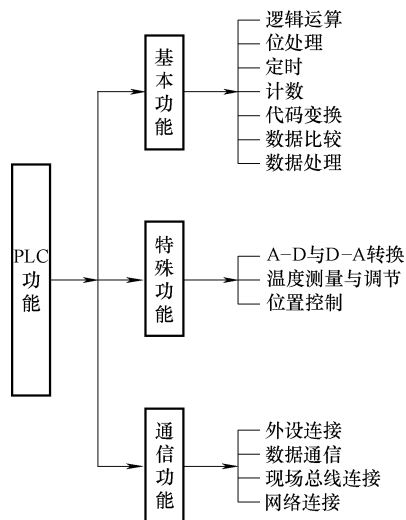 PLC
功能
基本功能
逻辑运算
位处理
定时
计数
代码变换
数据比较
数据处理
特殊功能
A-D与D-A转换
温度测量与调节
位置控制
通信功能
外设连接
数据通信
现场总线连接
网络连接